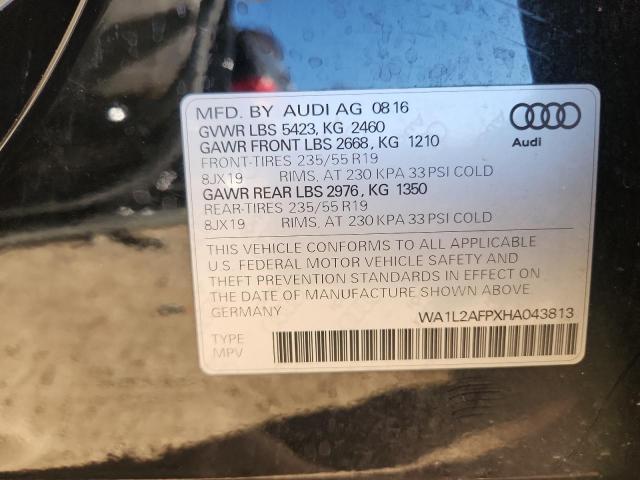 MFD. BY AUDI AG 08 16
GVWR LBS 5423, KG 2460
GAWR FRONT LBS 2668, KG 1210
FRONT-TIRES 235/55 R19
8JX19 RIMS, AT 230 KPA 33 PSI COLD
GAWR REAR LBS 2976, KG 1350
REAR-TIRES 235/55 R19
8JX19 RIMS, AT 230 KPA 33 PSI COLD
Audi
THIS VEHICLE CONFORMS TO ALL APPLICABLE
U.S. FEDERAL MOTOR VEHICLE SAFETY AND
THEFT PREVENTION STANDARDS IN EFFECT ON
THE DATE OF MANUFACTURE SHOWN ABOVE
GERMANY
WA1L2AFPXHA043813
TYPE
MPV